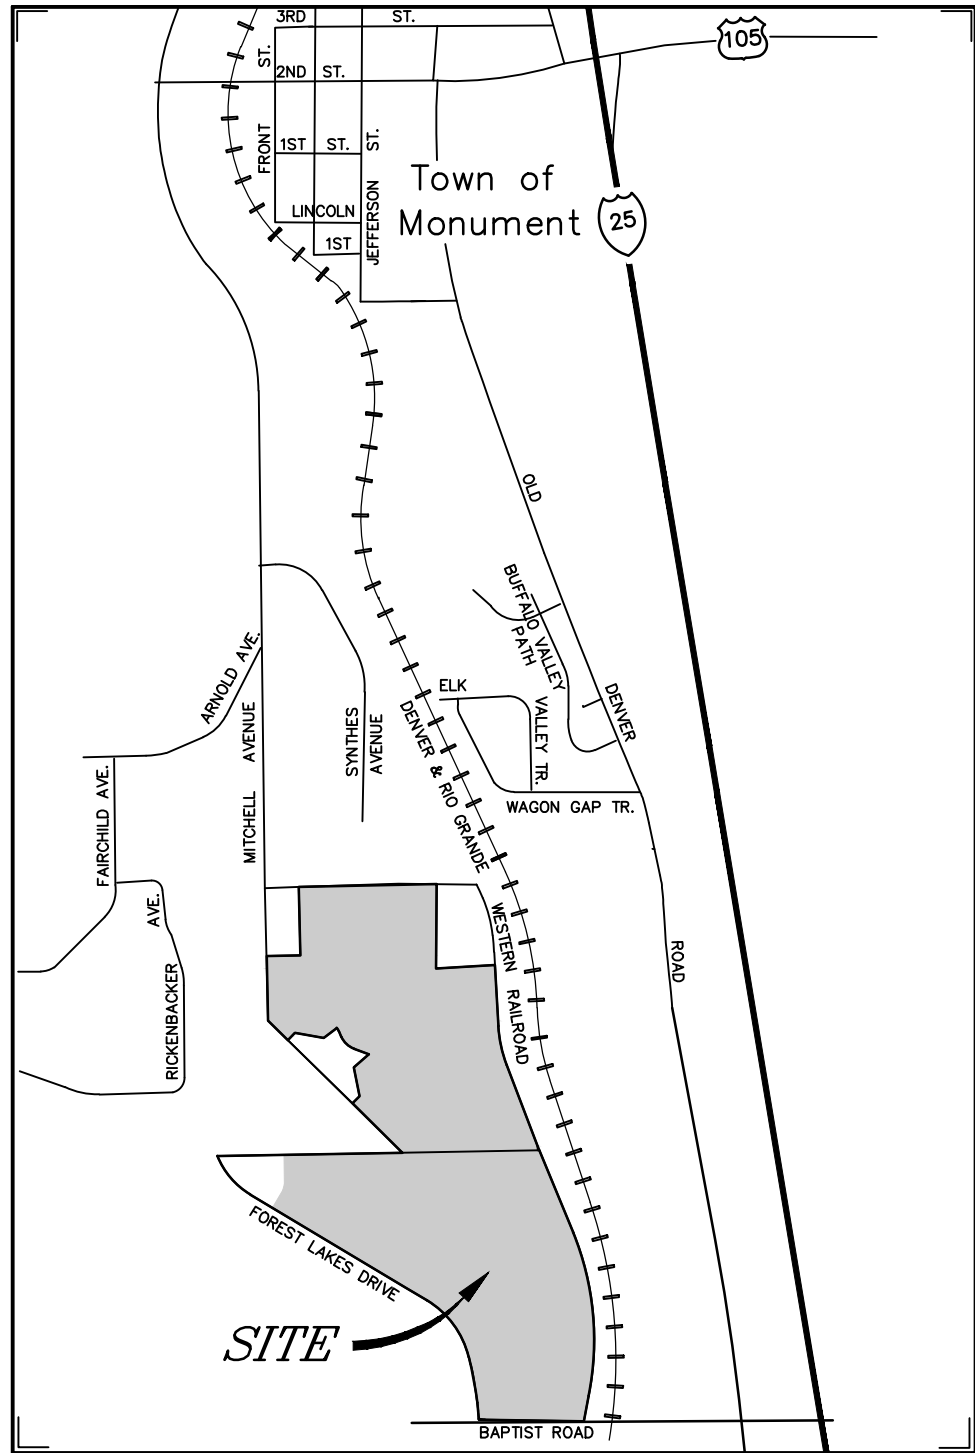 3RD ST.
105
ST.
2ND ST.
FRONT
1ST ST.
ST.
JEFFERSON
Town of
Monument
25
LINCOLN
1ST
OLD
BUFFALO VALLEY
PATH
ARNOLD AVE.
ELK
VALLEY TR.
DENVER
MITCHELL AVENUE
SYNTHES
AVENUE
DENVER & RIO GRANDE
WAGON GAP TR.
FAIRCHILD AVE.
AVE.
RICKENBACKER
WESTERN RAILROAD
ROAD
FOREST LAKES DRIVE
SITE
BAPTIST ROAD